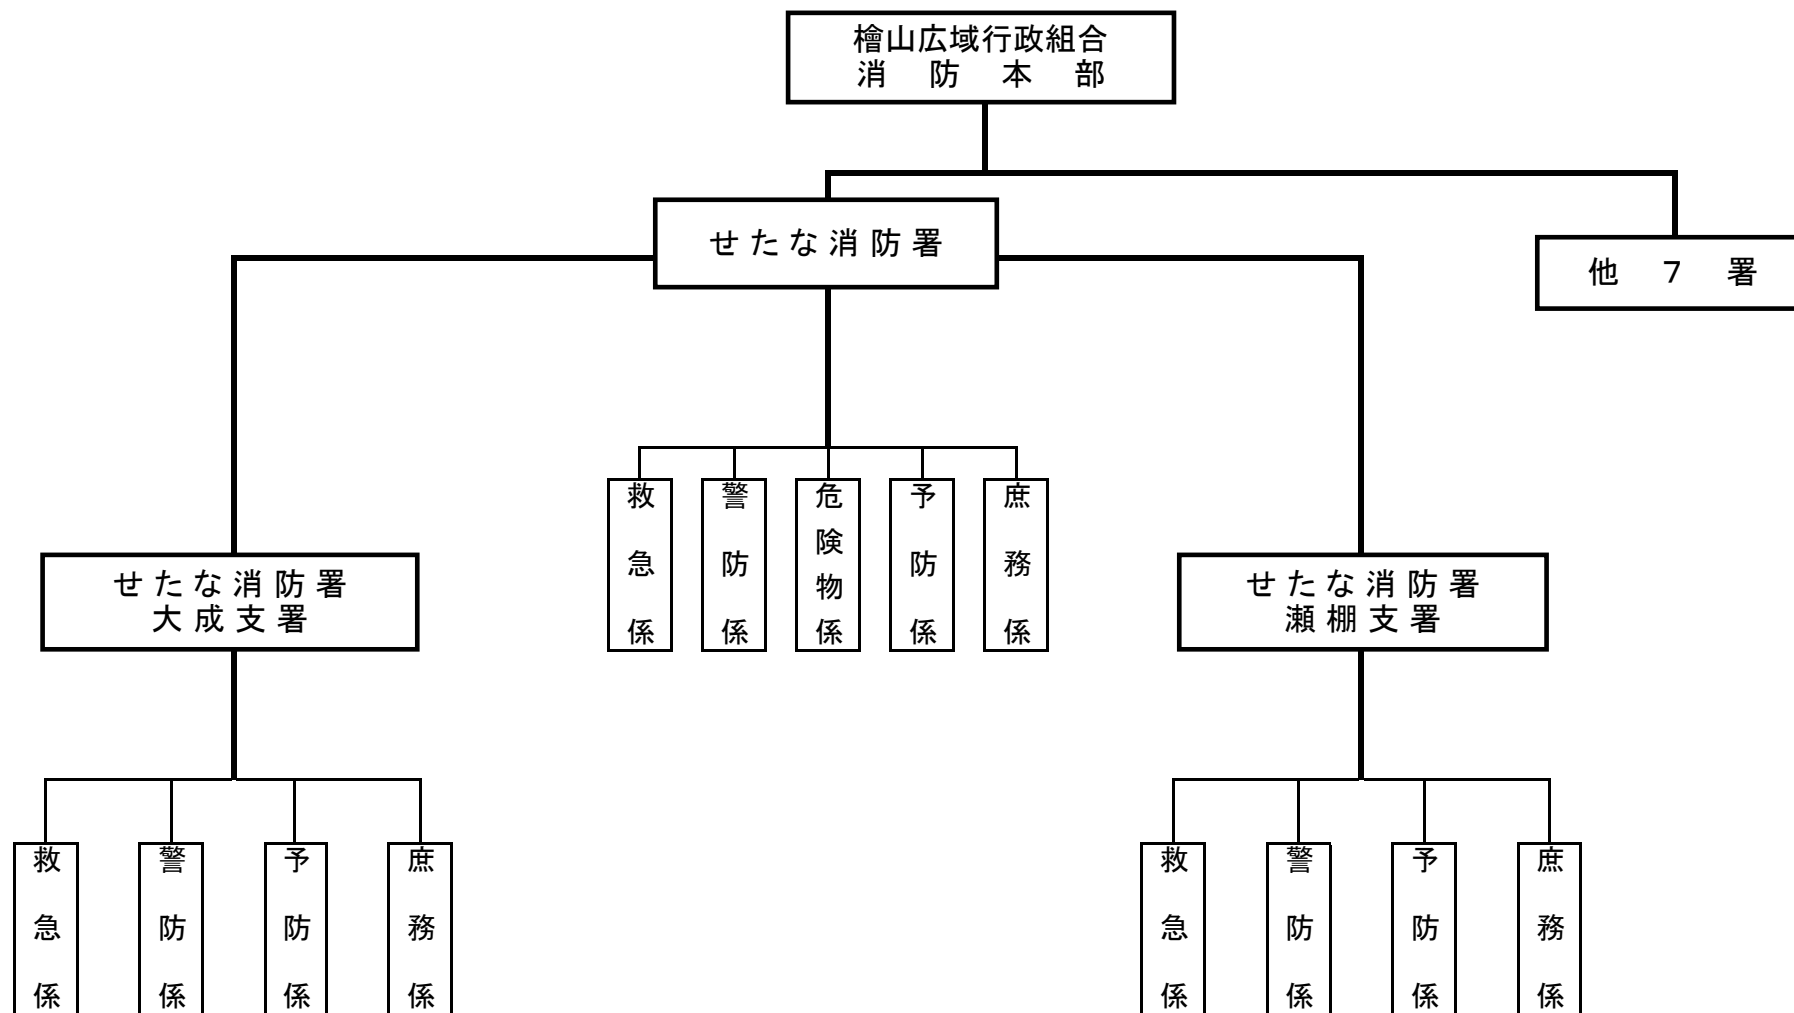 檜山広域行政組合
消防本部
せたな消防署
他7署
救急係
警防係
危険物係
予防係
庶務係
せたな消防署
大成支署
せたな消防署
瀬棚支署
救急係
警防係
予防係
庶務係
救急係
警防係
予防係
庶務係